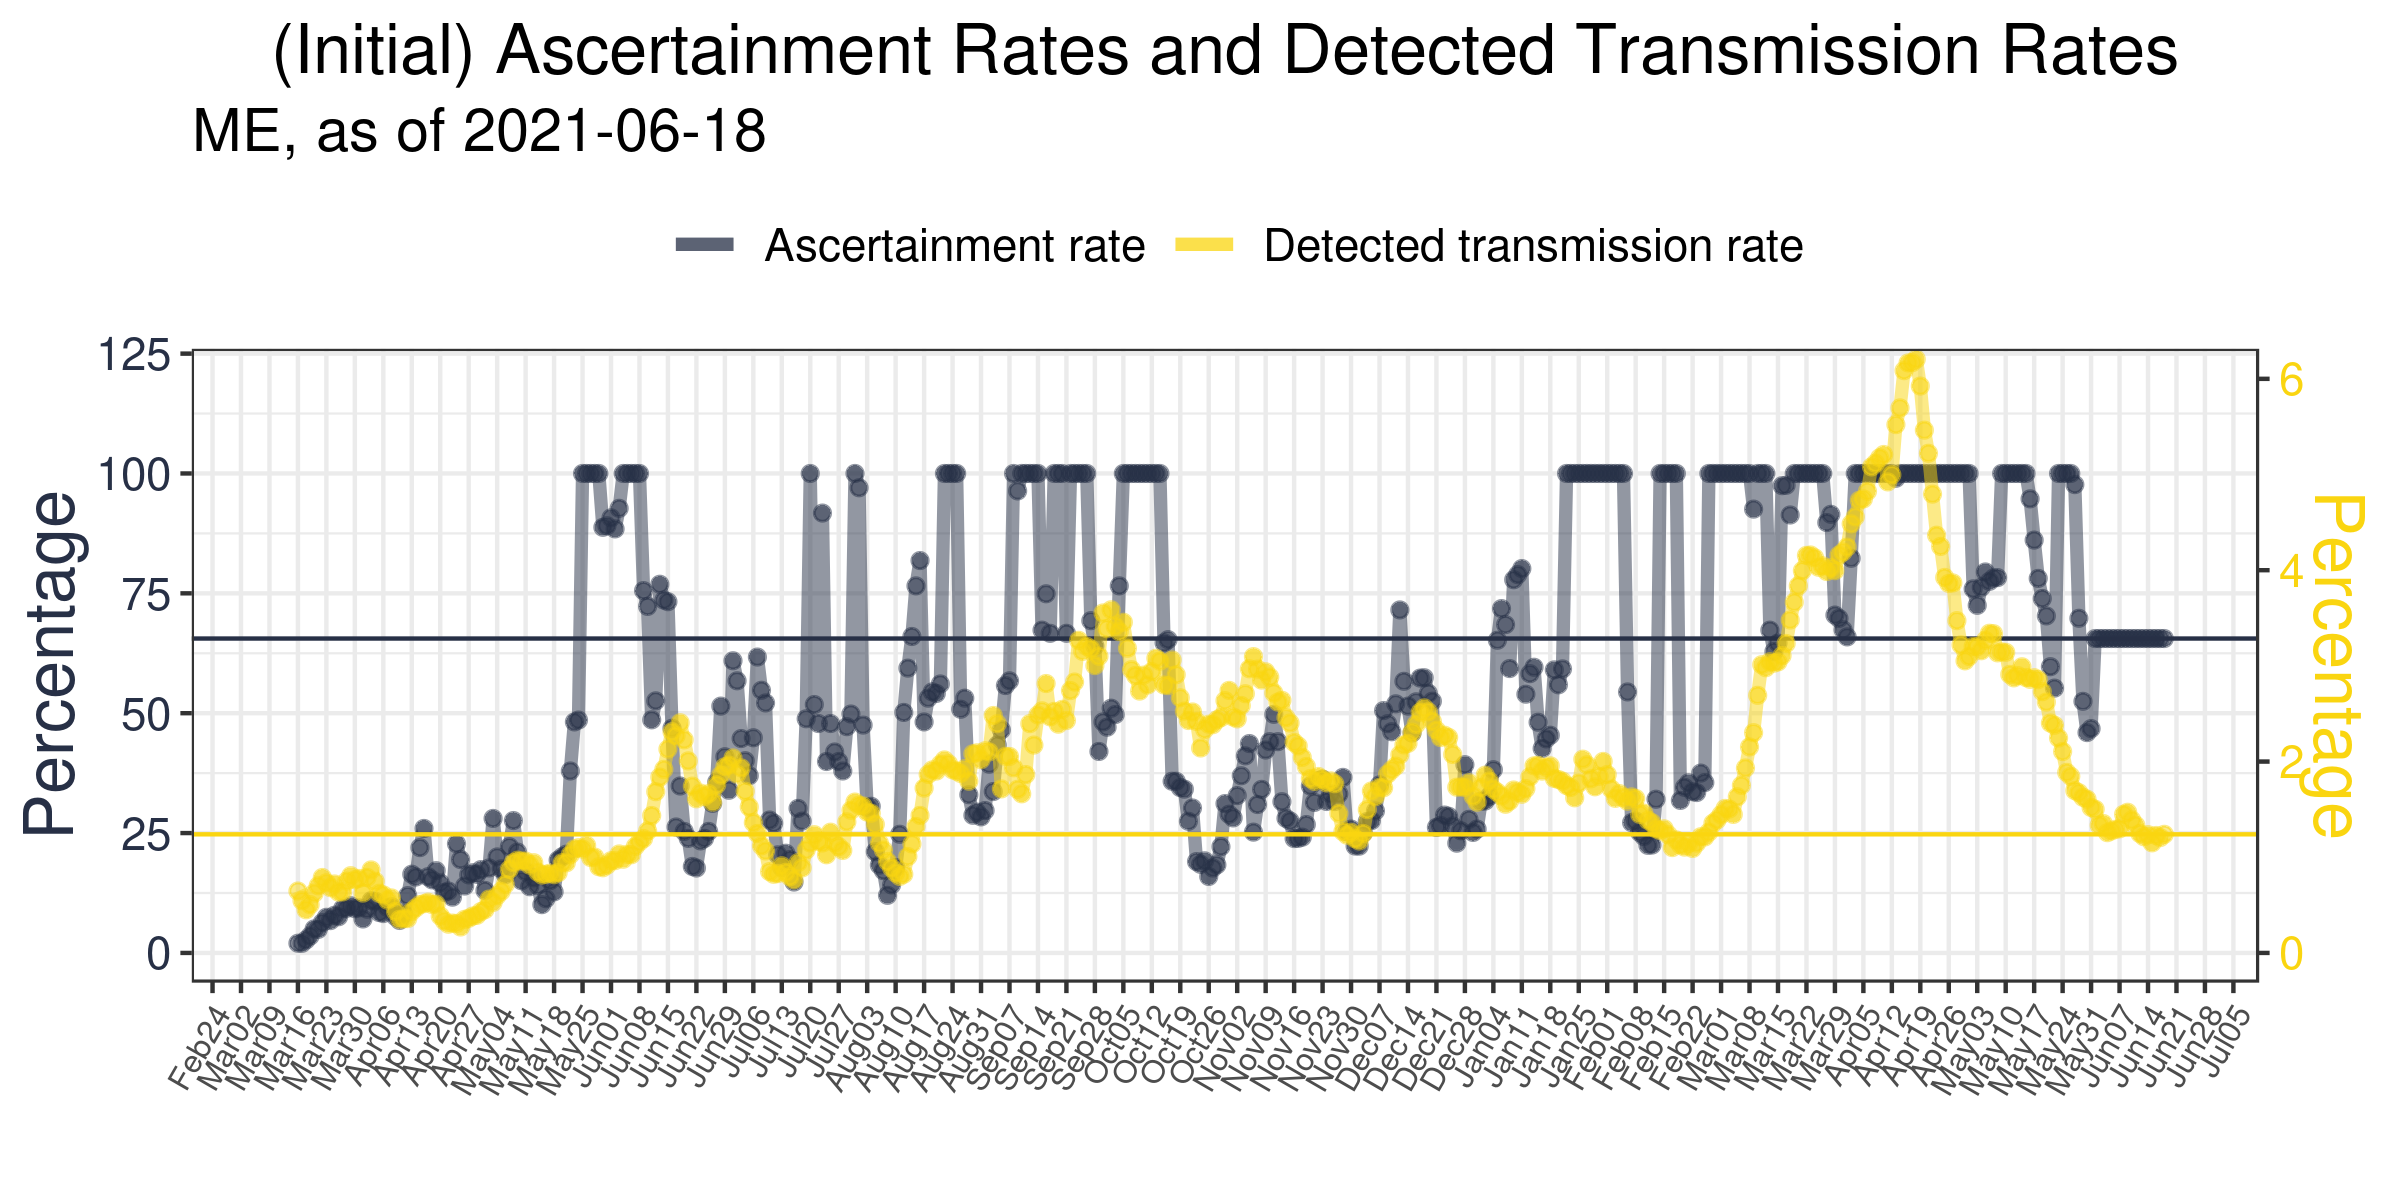 (Initial) Ascertainment Rates and Detected Transmission Rates
ME, as of 2021-06-18
Ascertainment rate
Detected transmission rate
Percentage
125
100
75
50
25
0
6
4
2
0
Percentage
Feb24
Mar02
Mar09
Mar16
Mar23
Mar30
Apr06
Apr13
Apr20
Apr27
May04
May11
May18
May25
Jun01
Jun08
Jun15
Jun22
Jun29
Jul06
Jul13
Jul20
Jul27
Aug03
Aug10
Aug17
Aug24
Aug31
Sep07
Sep14
Sep21
Sep28
Oct05
Oct12
Oct19
Oct26
Nov02
Nov09
Nov16
Nov23
Nov30
Dec07
Dec14
Dec21
Dec28
Jan04
Jan11
Jan18
Jan25
Feb01
Feb08
Feb15
Feb22
Mar01
Mar08
Mar15
Mar22
Mar29
Apr05
Apr12
Apr19
Apr26
May03
May10
May17
May24
May31
Jun07
Jun14
Jun21
Jun28
Jul05